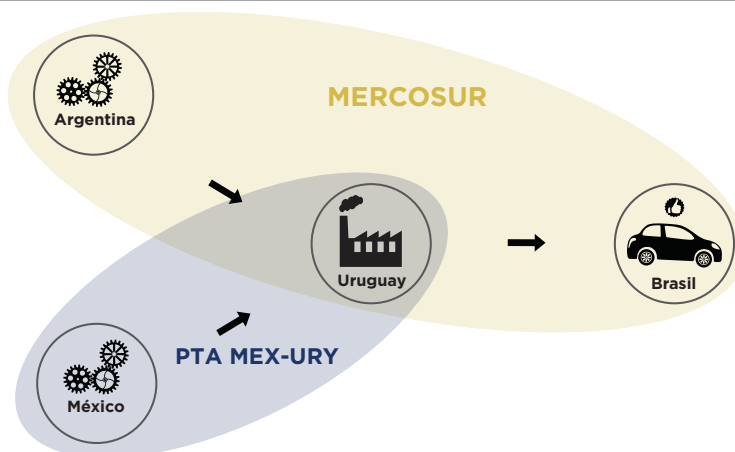 MERCOSUR
Argentina
Uruguay
Brasil
PTA MEX-URY
México